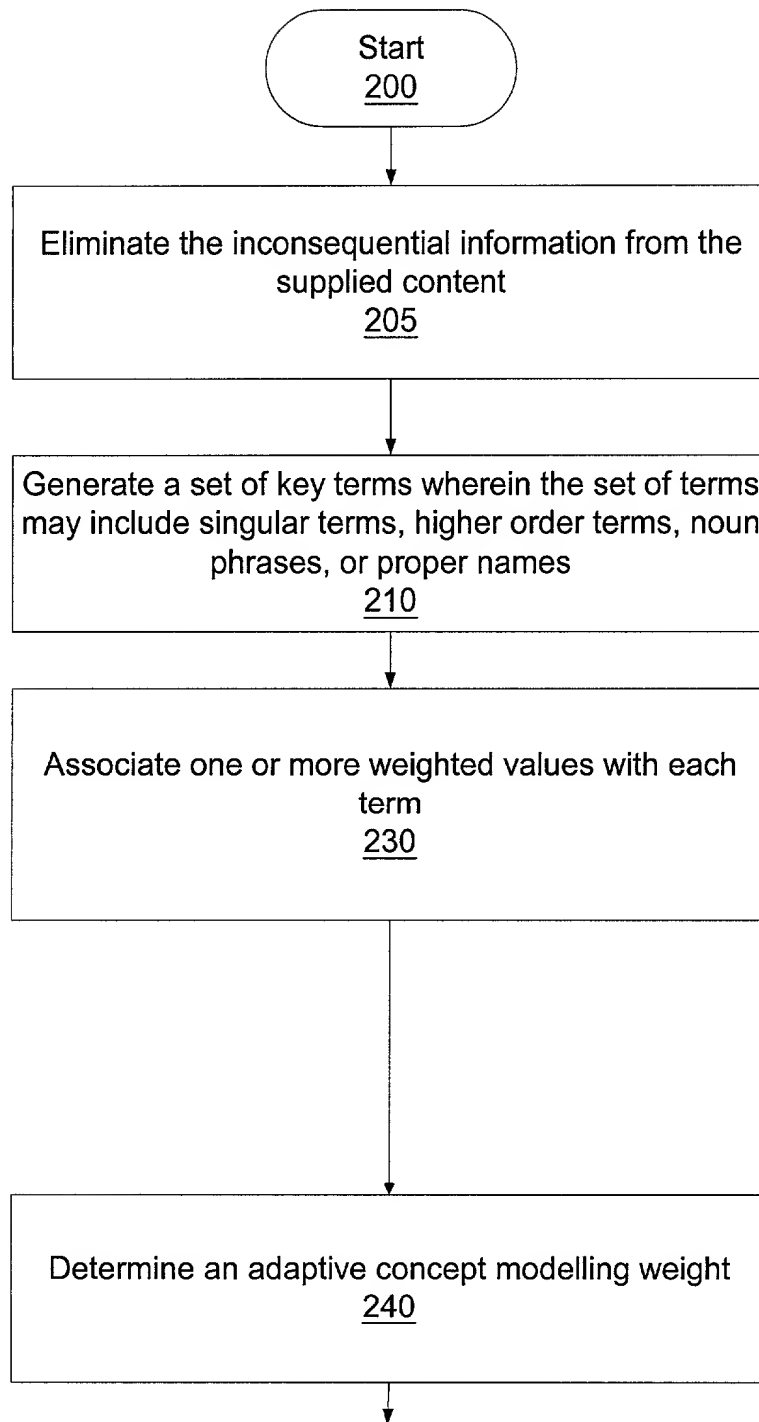 Start
200
Eliminate the inconsequential information from the
supplied content
205
Generate a set of key terms wherein the set of terms
may include singular terms, higher order terms, noun
phrases, or proper names
210
Associate one or more weighted values with each
term
230
Determine an adaptive concept modelling weight
240